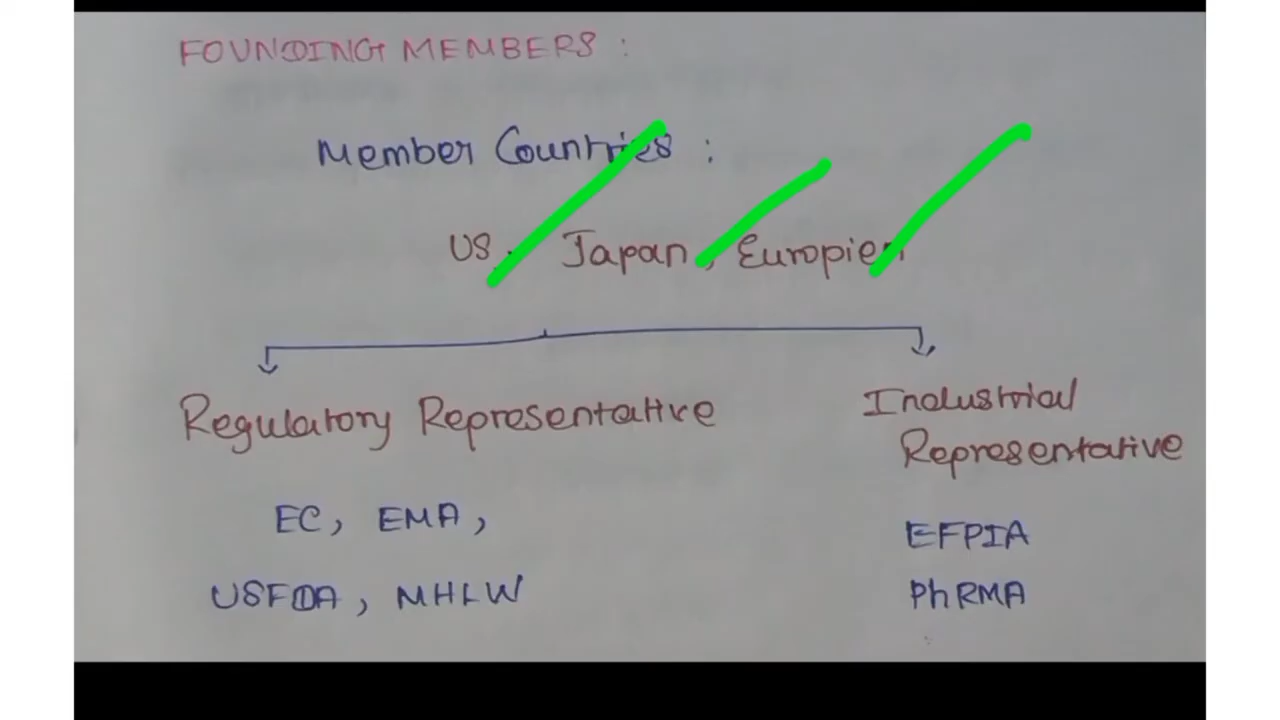 FOUNDING MEMBERS :
Member Countries :
US, Japan, Europien
Regulatory Representative
Industrial
Representative
EC, EMA,
EFPIA
USFDA, MHLW
PhRMA